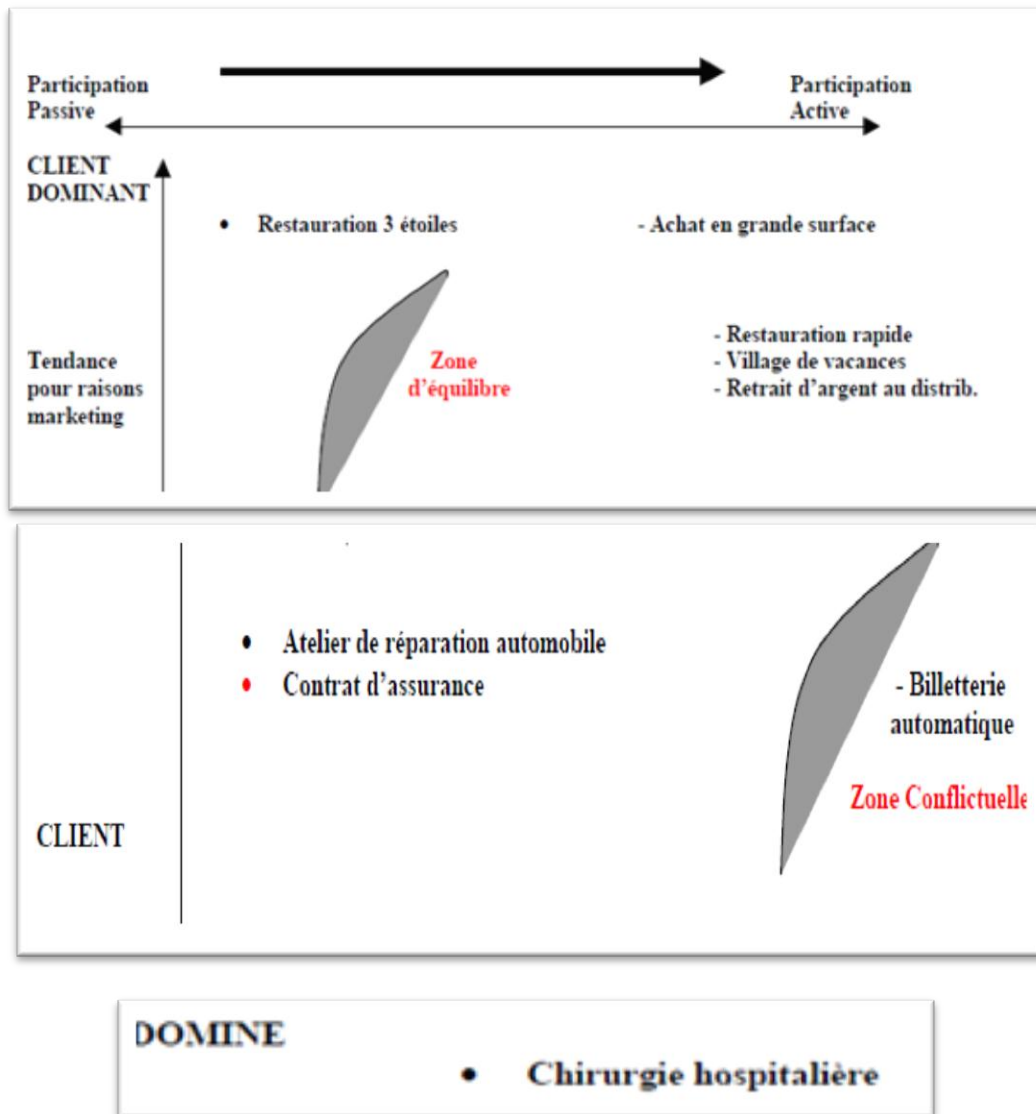 Participation
Passive
Participation
Active
CLIENT
DOMINANT
• Restauration 3 étoiles
- Achat en grande surface
Tendance
pour raisons
marketing
Zone
d'équilibre
- Restauration rapide
- Village de vacances
- Retrait d'argent au distrib.
• Atelier de réparation automobile
• Contrat d'assurance
- Billetterie
automatique
Zone Conflictuelle
CLIENT
DOMINE
• Chirurgie hospitalière